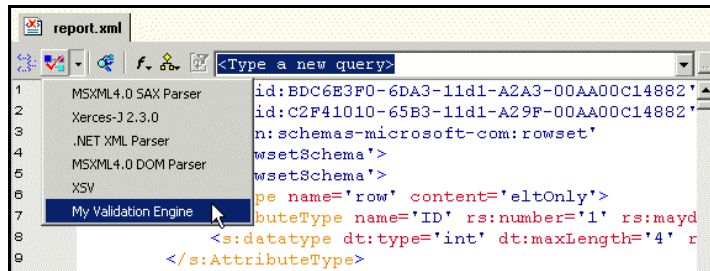 report.xml
<Type a new query>
1 id:BDC6E3F0-6DA3-11d1-A2A3-00AA00C14882'
MSXML4.0 SAX Parser
2 id:C2F41010-65B3-11d1-A29F-00AA00C14882'
Xerces-J 2.3.0
3 n:schemas-microsoft-com:rowset'
.NET XML Parser
4 wsetSchema'>
MSXML4.0 DOM Parser
5 owsetSchema'>
XSV
6 pe name='row' content='eltOnly'>
My Validation Engine
7 buteType name='ID' rs:number='1' rs:mayd
8 <s:datatype dt:type='int' dt:maxLength='4' r
9 </s:AttributeType>